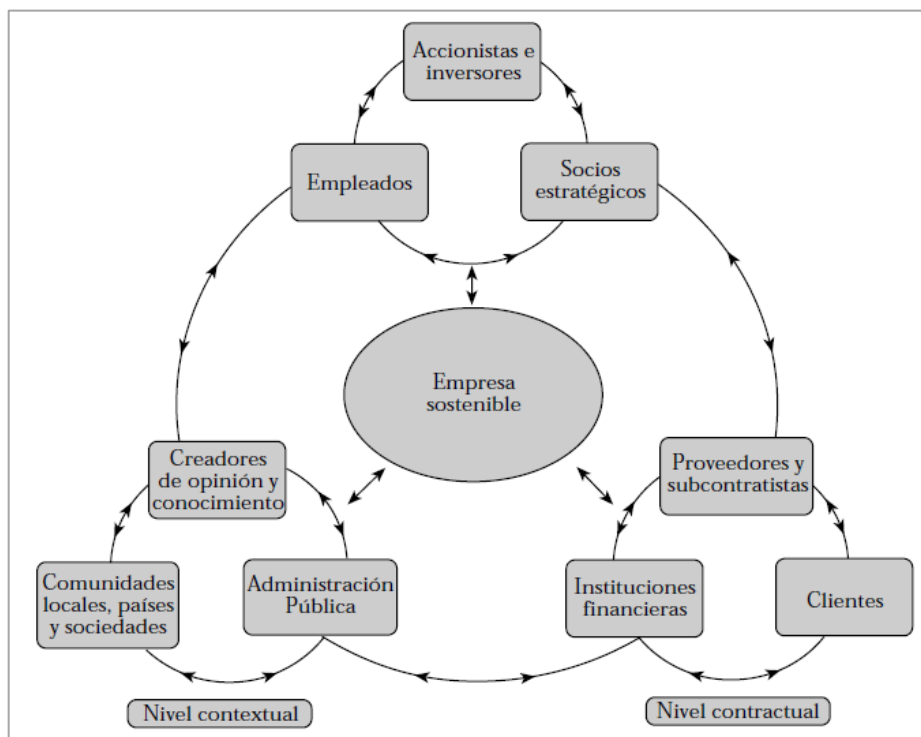 Accionistas e
inversores
Empleados
Socios
estratégicos
Empresa
sostenible
Creadores
de opinión y
conocimiento
Proveedores y
subcontratistas
Comunidades
locales, países
y sociedades
Administración
Pública
Instituciones
financieras
Clientes
Nivel contextual
Nivel contractual